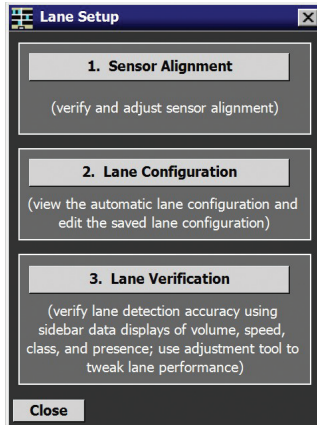 Lane Setup
1. Sensor Alignment
(verify and adjust sensor alignment)
2. Lane Configuration
(view the automatic lane configuration and
edit the saved lane configuration)
3. Lane Verification
(verify lane detection accuracy using
sidebar data displays of volume, speed,
class, and presence; use adjustment tool to
tweak lane performance)
Close